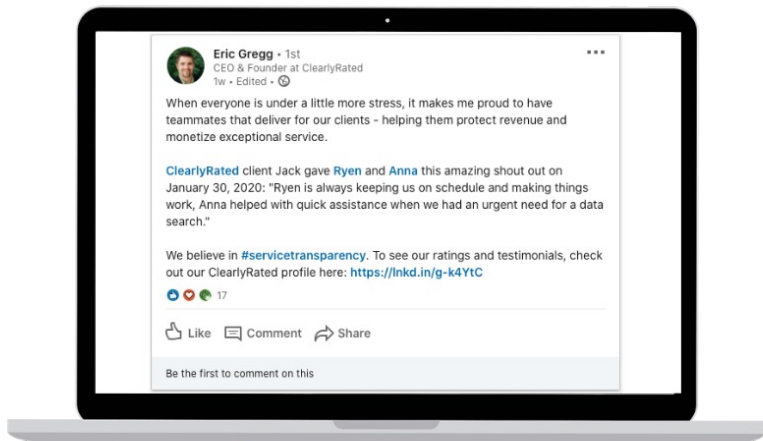 Eric Gregg • 1st
CEO & Founder at ClearlyRated
1w • Edited •
When everyone is under a little more stress, it makes me proud to have
teammates that deliver for our clients - helping them protect revenue and
monetize exceptional service.
ClearlyRated client Jack gave Ryen and Anna this amazing shout out on
January 30, 2020: "Ryen is always keeping us on schedule and making things
work, Anna helped with quick assistance when we had an urgent need for a data
search."
We believe in #servicetransparency. To see our ratings and testimonials, check
out our ClearlyRated profile here: https://lnkd.in/g-k4YtC
17
Like Comment Share
Be the first to comment on this